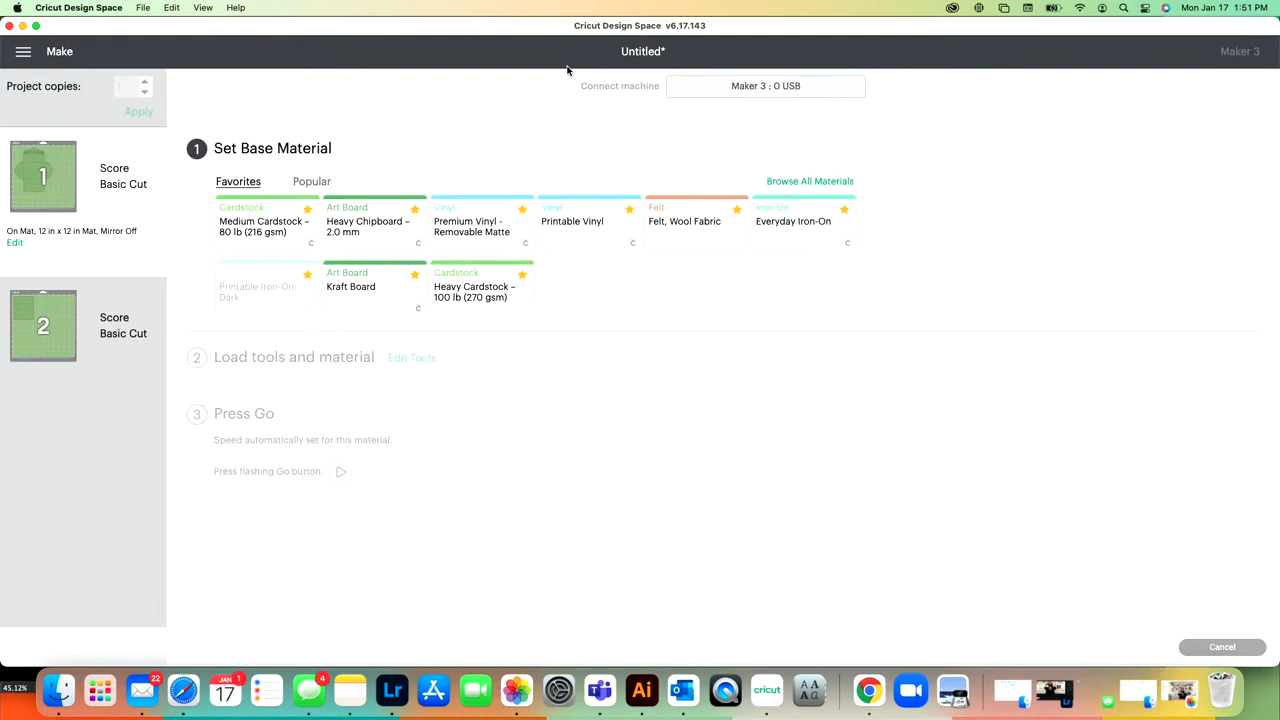 Cricut Design Space File Edit View Help Mon Jan 17 1:51 PM
Cricut Design Space v6.17.143
Make Untitled* Maker 3
Project copies: 1
Connect machine Maker 3 : 0 USB
Apply
1 Set Base Material
1
Score
Basic Cut
Favorites Popular Browse All Materials
Cardstock
Medium Cardstock –
80 lb (216 gsm)
C
Art Board
Heavy Chipboard –
2.0 mm
C
Vinyl
Premium Vinyl -
Removable Matte
C
Vinyl
Printable Vinyl
C
Felt
Felt, Wool Fabric
Iron-On
Everyday Iron-On
C
On Mat, 12 in x 12 in Mat, Mirror Off
Edit
Printable Iron-On,
Dark
Art Board
Kraft Board
C
Cardstock
Heavy Cardstock –
100 lb (270 gsm)
2
Score
Basic Cut
2 Load tools and material Edit Tools
3 Press Go
Speed automatically set for this material.
Press flashing Go button.
Cancel
45.12%
22
JAN 1
17
4
Lr
Ai
cricut